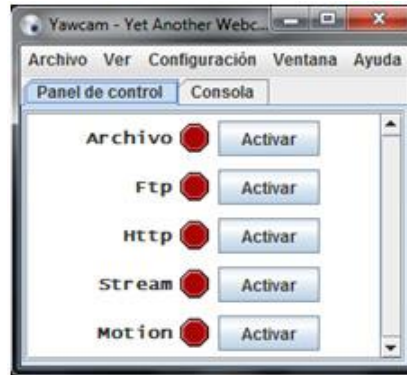 Yawcam - Yet Another Webc...
Archivo Ver Configuración Ventana Ayuda
Panel de control Consola
Archivo Activar
Ftp Activar
Http Activar
Stream Activar
Motion Activar